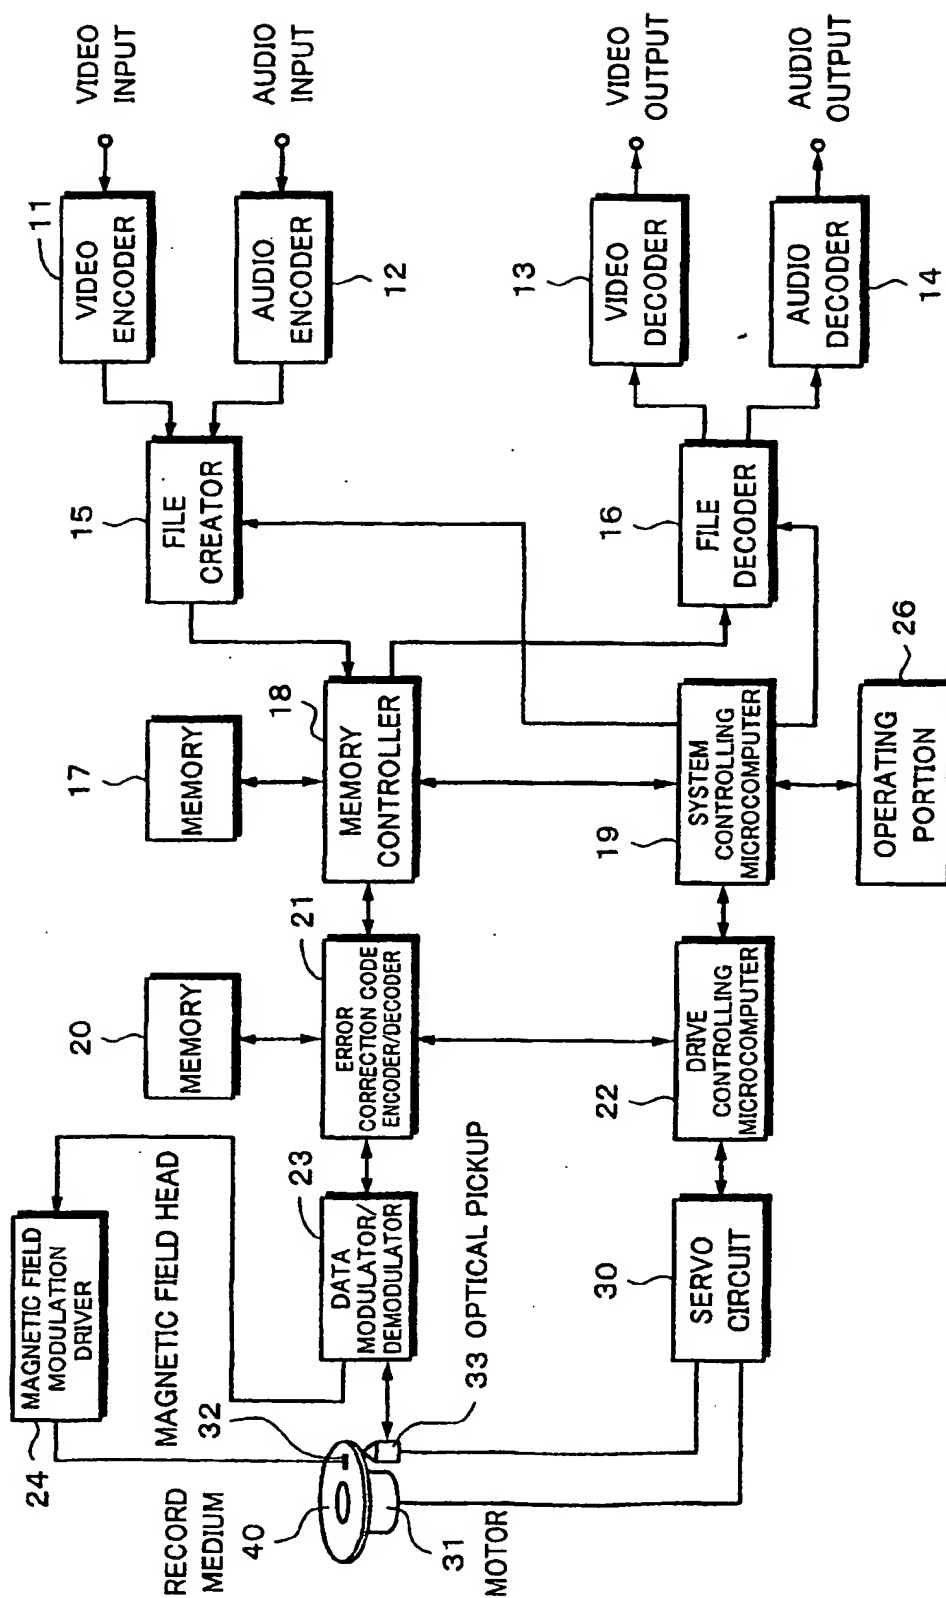 VIDEO
INPUT
AUDIO
INPUT
VIDEO
OUTPUT
AUDIO
OUTPUT
11
VIDEO
ENCODER
AUDIO
ENCODER
12
13
VIDEO
DECODER
AUDIO
DECODER
14
15
FILE
CREATOR
16
FILE
DECODER
17
MEMORY
18
MEMORY
CONTROLLER
19
SYSTEM
CONTROLLING
MICROCOMPUTER
26
OPERATING
PORTION
20
MEMORY
21
ERROR
CORRECTION CODE
ENCODER/DECODER
22
DRIVE
CONTROLLING
MICROCOMPUTER
24
MAGNETIC FIELD
MODULATION
DRIVER
MAGNETIC FIELD HEAD
32
23
DATA
MODULATOR/
DEMODULATOR
33 OPTICAL PICKUP
30
SERVO
CIRCUIT
RECORD
MEDIUM
40
31
MOTOR